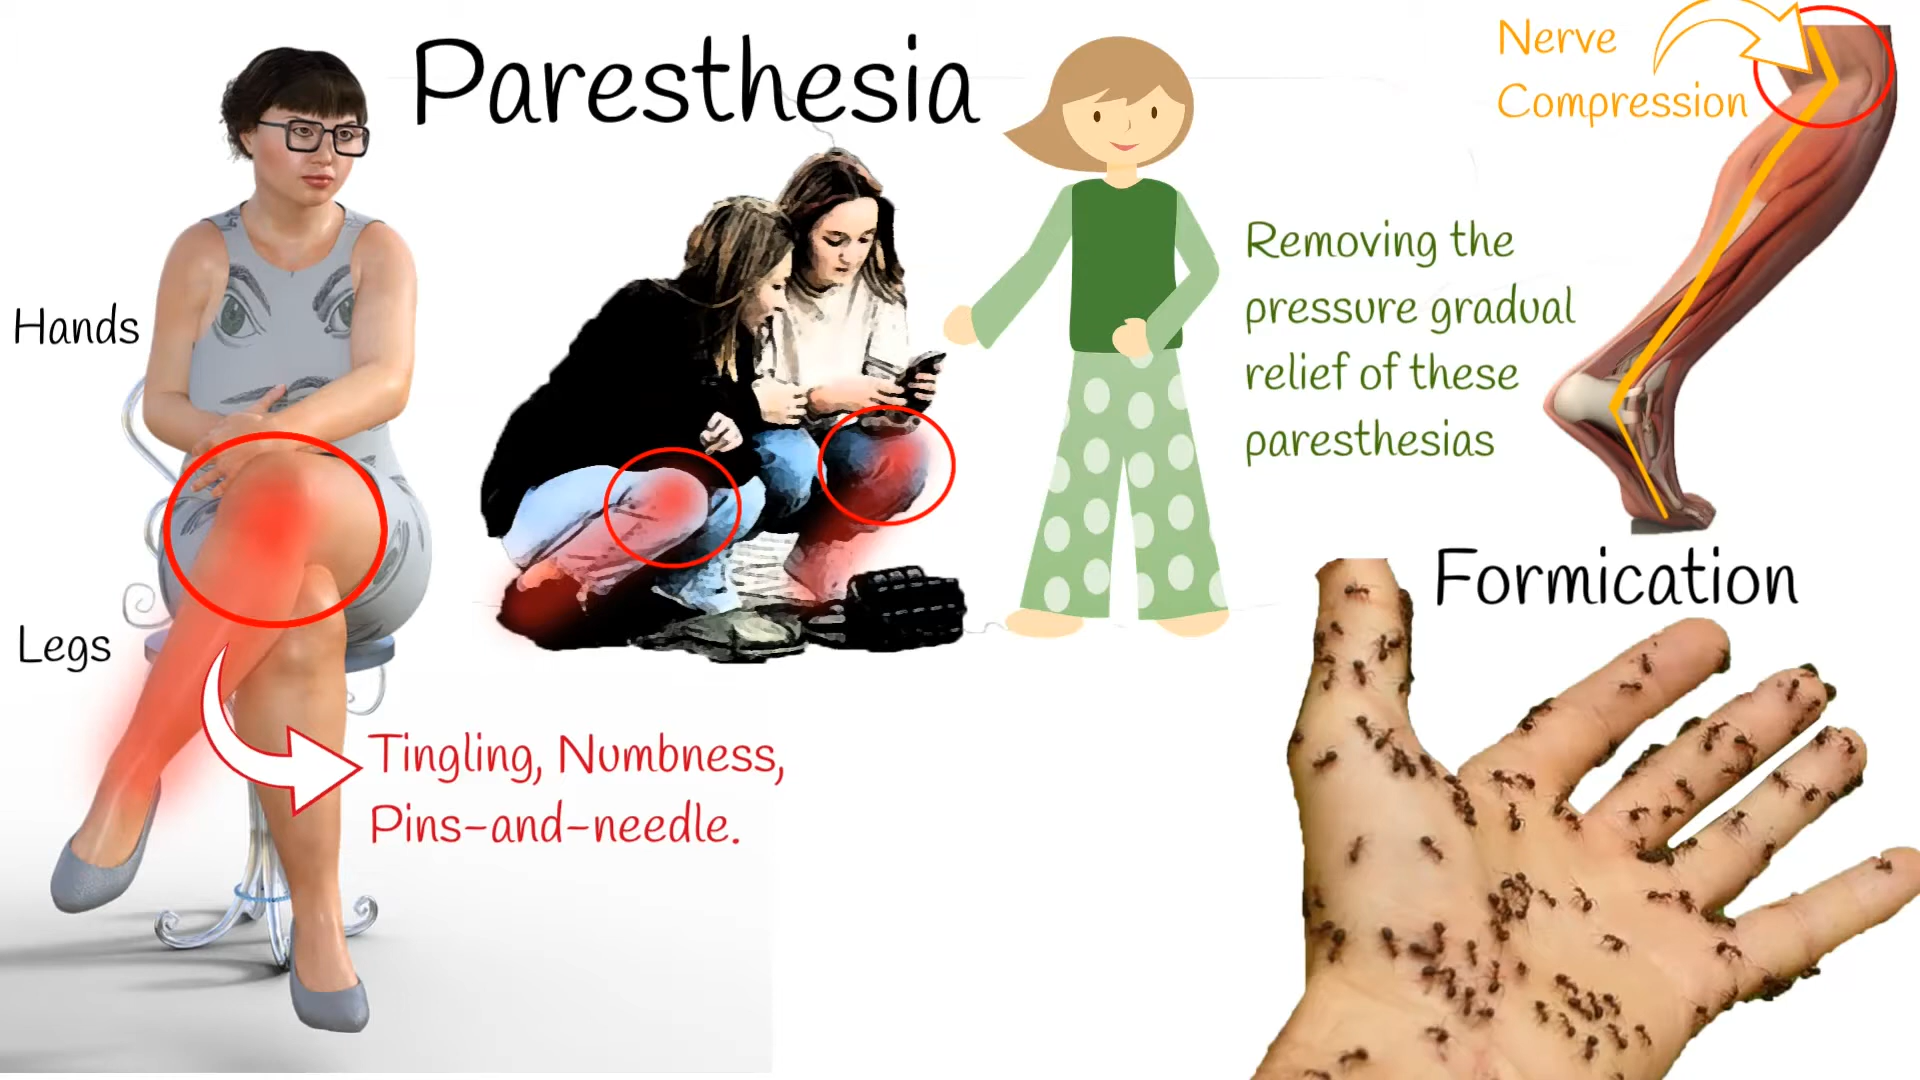 Paresthesia
Nerve
Compression
Hands
Legs
Removing the
pressure gradual
relief of these
paresthesias
Tingling, Numbness,
Pins-and-needle.
Formication